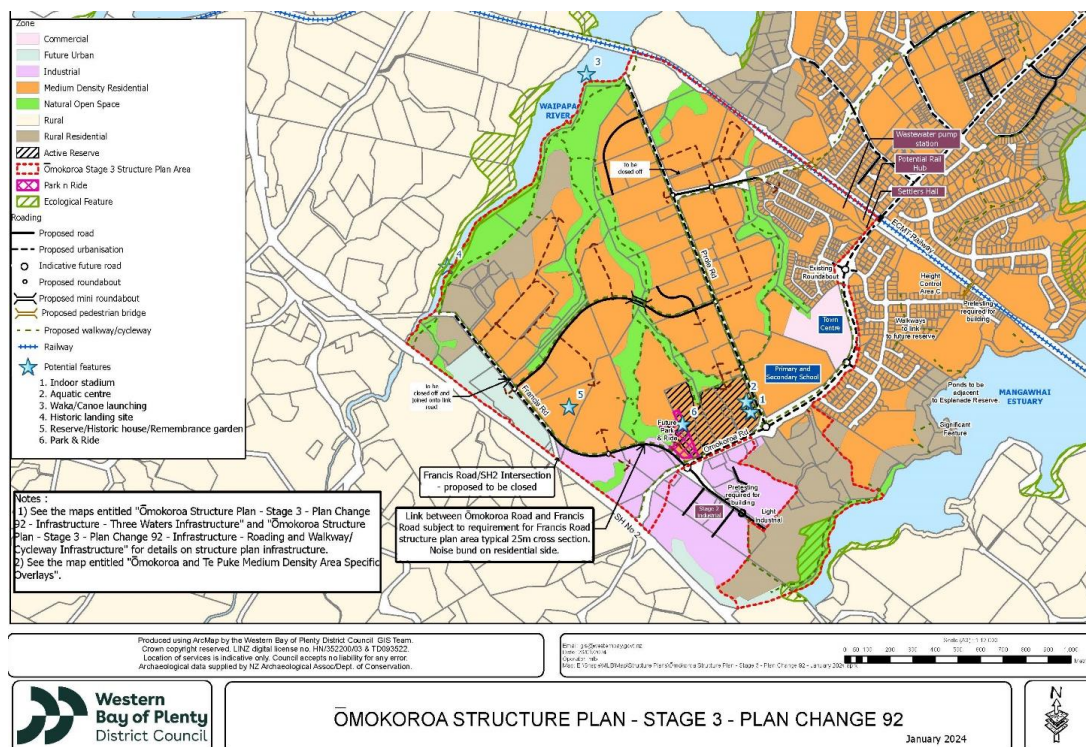 Zone
Commercial
Future Urban
Industrial
Medium Density Residential
Natural Open Space
Rural
Rural Residential
Active Reserve
Ōmokoroa Stage 3 Structure Plan Area
Park n Ride
Ecological Feature
Roading
Proposed road
Proposed urbanisation
Indicative future road
Proposed roundabout
Proposed mini roundabout
Proposed pedestrian bridge
Proposed walkway/cycleway
Railway
Potential features
1. Indoor stadium
2. Aquatic centre
3. Waka/Canoe launching
4. Historic landing site
5. Reserve/Historic house/Remembrance garden
6. Park & Ride
Notes :
1) See the maps entitled "Ōmokoroa Structure Plan - Stage 3 - Plan Change
92 - Infrastructure - Three Waters Infrastructure" and "Ōmokoroa Structure
Plan - Stage 3 - Plan Change 92 - Infrastructure - Roading and Walkway/
Cycleway Infrastructure" for details on structure plan infrastructure.
2) See the map entitled "Ōmokoroa and Te Puke Medium Density Area Specific
Overlays".
3
WAIPAPA
RIVER
4
to be
closed off
Prole Rd
Wastewater pump
station
Potential Rail
Hub
Settlers Hall
ECMT Railway
Existing
Roundabout
Height
Control
Area C
Pretesting
required for
building
Walkways
to link
to future reserve
Town
Centre
Primary and
Secondary School
MANGAWHAI
ESTUARY
Ponds to be
adjacent
to Esplanade Reserve
Significant
Feature
to be
closed off and
joined onto link
road
Francis Rd
5
2
1
6
Future
Park
& Ride
Ōmokoroa Rd
Francis Road/SH2 Intersection
- proposed to be closed
Link between Ōmokoroa Road and Francis
Road subject to requirement for Francis Road
structure plan area typical 25m cross section.
Noise bund on residential side.
SH No 2
Pretesting
required for
building
Stage 2
Industrial
Light
Industrial
Produced using ArcMap by the Western Bay of Plenty District Council GIS Team.
Crown copyright reserved. LINZ digital license no. HN/352200/03 & TD093522.
Location of services is indicative only. Council accepts no liability for any error.
Archaeological data supplied by NZ Archaeological Assoc/Dept. of Conservation.
Western
Bay of Plenty
District Council
ŌMOKOROA STRUCTURE PLAN - STAGE 3 - PLAN CHANGE 92
January 2024
N